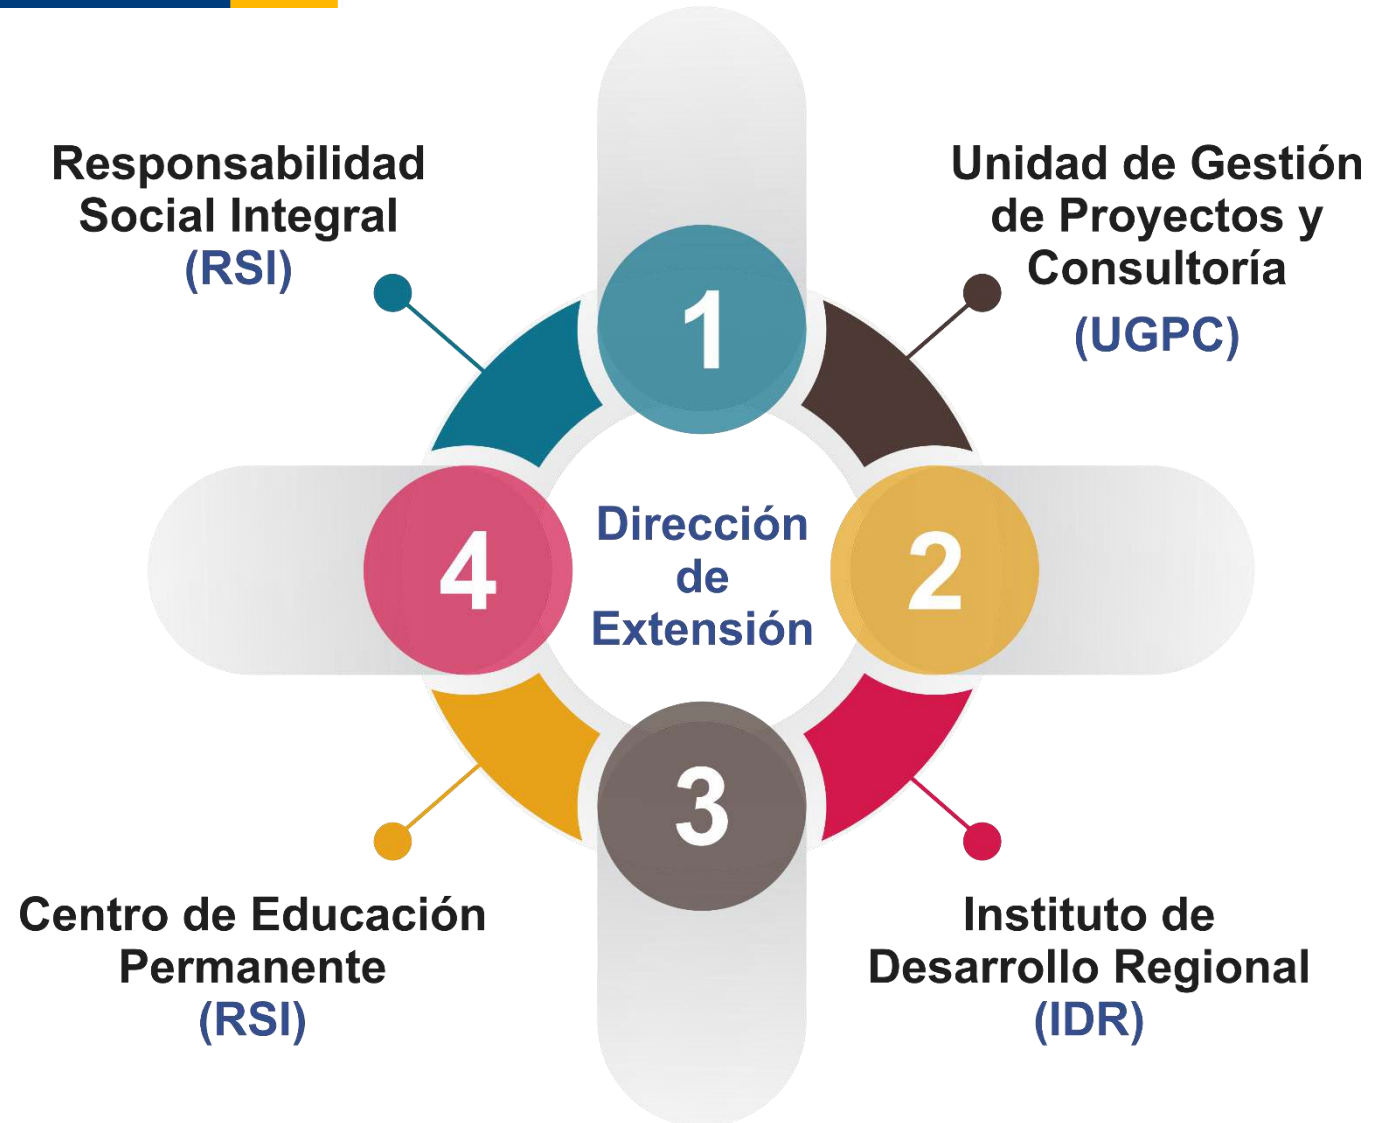 Responsabilidad
Social Integral
(RSI)
Unidad de Gestión
de Proyectos y
Consultoría
(UGPC)
1
4
Dirección
de
Extensión
2
3
Centro de Educación
Permanente
(RSI)
Instituto de
Desarrollo Regional
(IDR)